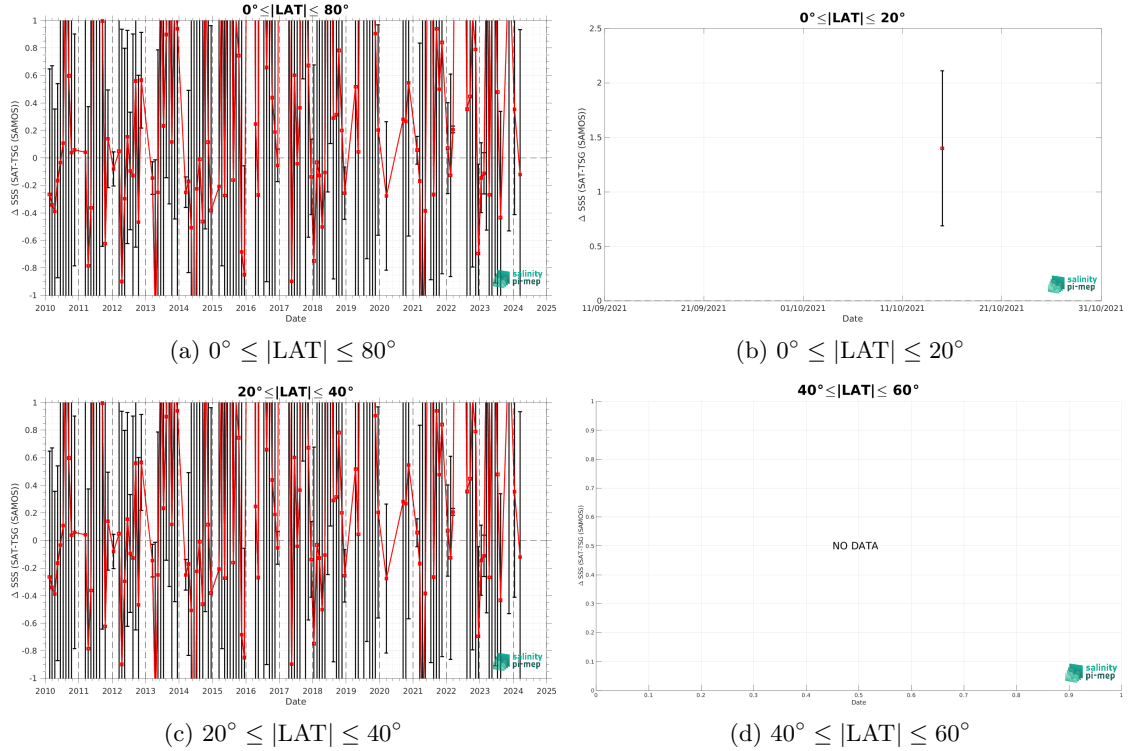 0°≤|LAT|≤ 80°
Δ SSS (SAT-TSG (SAMOS))
1
0.8
0.6
0.4
0.2
0
-0.2
-0.4
-0.6
-0.8
-1
2010 2011 2012 2013 2014 2015 2016 2017 2018 2019 2020 2021 2022 2023 2024 2025
Date
salinity
pi-mep
(a) 0° ≤ |LAT| ≤ 80°
0°≤|LAT|≤ 20°
Δ SSS (SAT-TSG (SAMOS))
2.5
2
1.5
1
0.5
0
11/09/2021 21/09/2021 01/10/2021 11/10/2021 21/10/2021 31/10/2021
Date
salinity
pi-mep
(b) 0° ≤ |LAT| ≤ 20°
20°≤|LAT|≤ 40°
Δ SSS (SAT-TSG (SAMOS))
1
0.8
0.6
0.4
0.2
0
-0.2
-0.4
-0.6
-0.8
-1
2010 2011 2012 2013 2014 2015 2016 2017 2018 2019 2020 2021 2022 2023 2024 2025
Date
salinity
pi-mep
(c) 20° ≤ |LAT| ≤ 40°
40°≤|LAT|≤ 60°
Δ SSS (SAT-TSG (SAMOS))
1
0.9
0.8
0.7
0.6
0.5
0.4
0.3
0.2
0.1
0
NO DATA
0 0.1 0.2 0.3 0.4 0.5 0.6 0.7 0.8 0.9 1
Date
salinity
pi-mep
(d) 40° ≤ |LAT| ≤ 60°